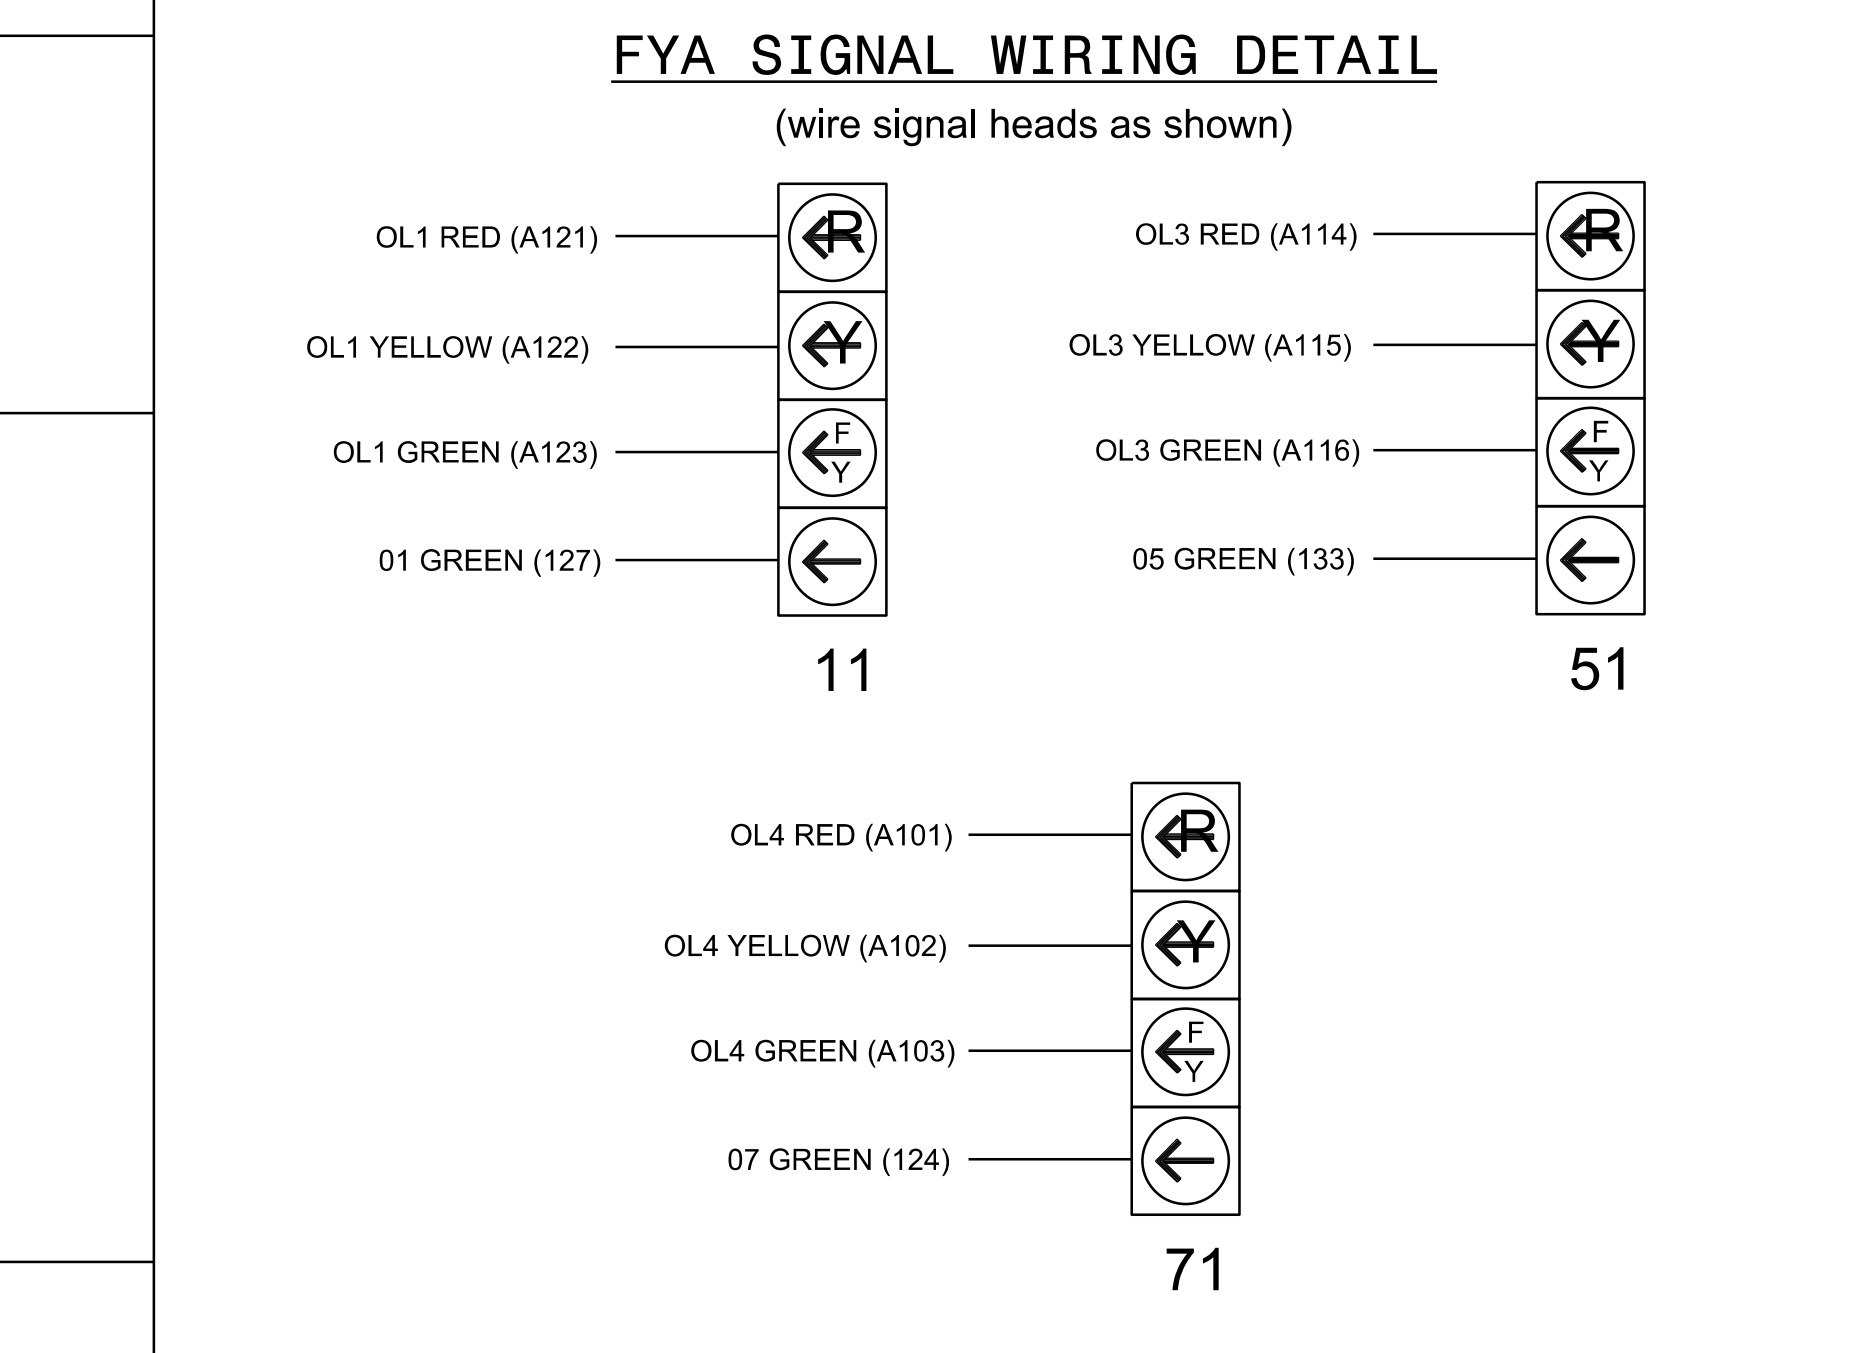 FYA SIGNAL WIRING DETAIL
(wire signal heads as shown)
OL1 RED (A121)
R
OL1 YELLOW (A122)
Y
OL1 GREEN (A123)
F
Y
01 GREEN (127)
11
OL3 RED (A114)
R
OL3 YELLOW (A115)
Y
OL3 GREEN (A116)
F
Y
05 GREEN (133)
51
OL4 RED (A101)
R
OL4 YELLOW (A102)
Y
OL4 GREEN (A103)
F
Y
07 GREEN (124)
71